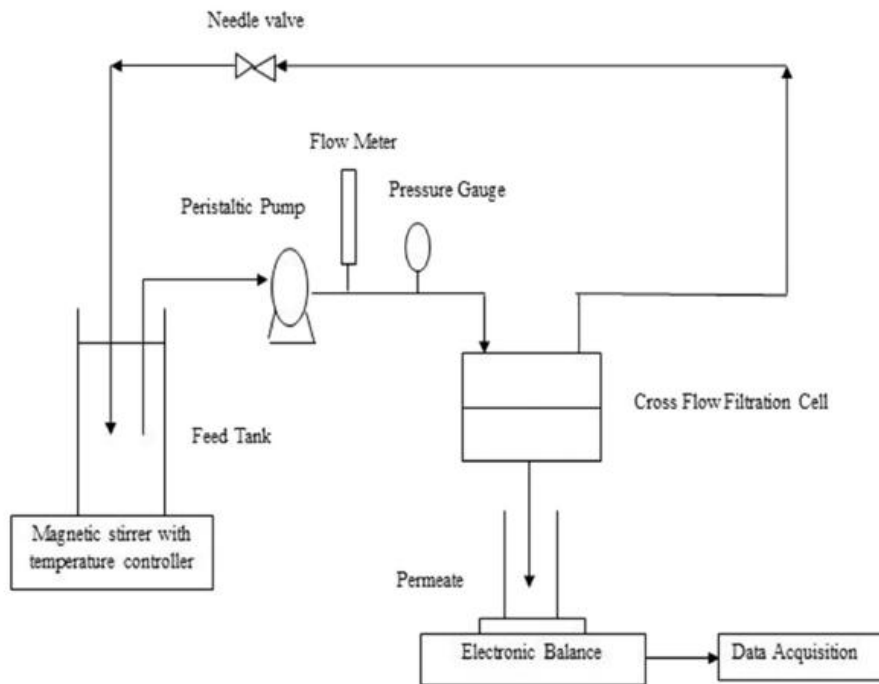 Needle valve
Flow Meter
Pressure Gauge
Peristaltic Pump
Cross Flow Filtration Cell
Feed Tank
Magnetic stirrer with
temperature controller
Permeate
Electronic Balance
Data Acquisition